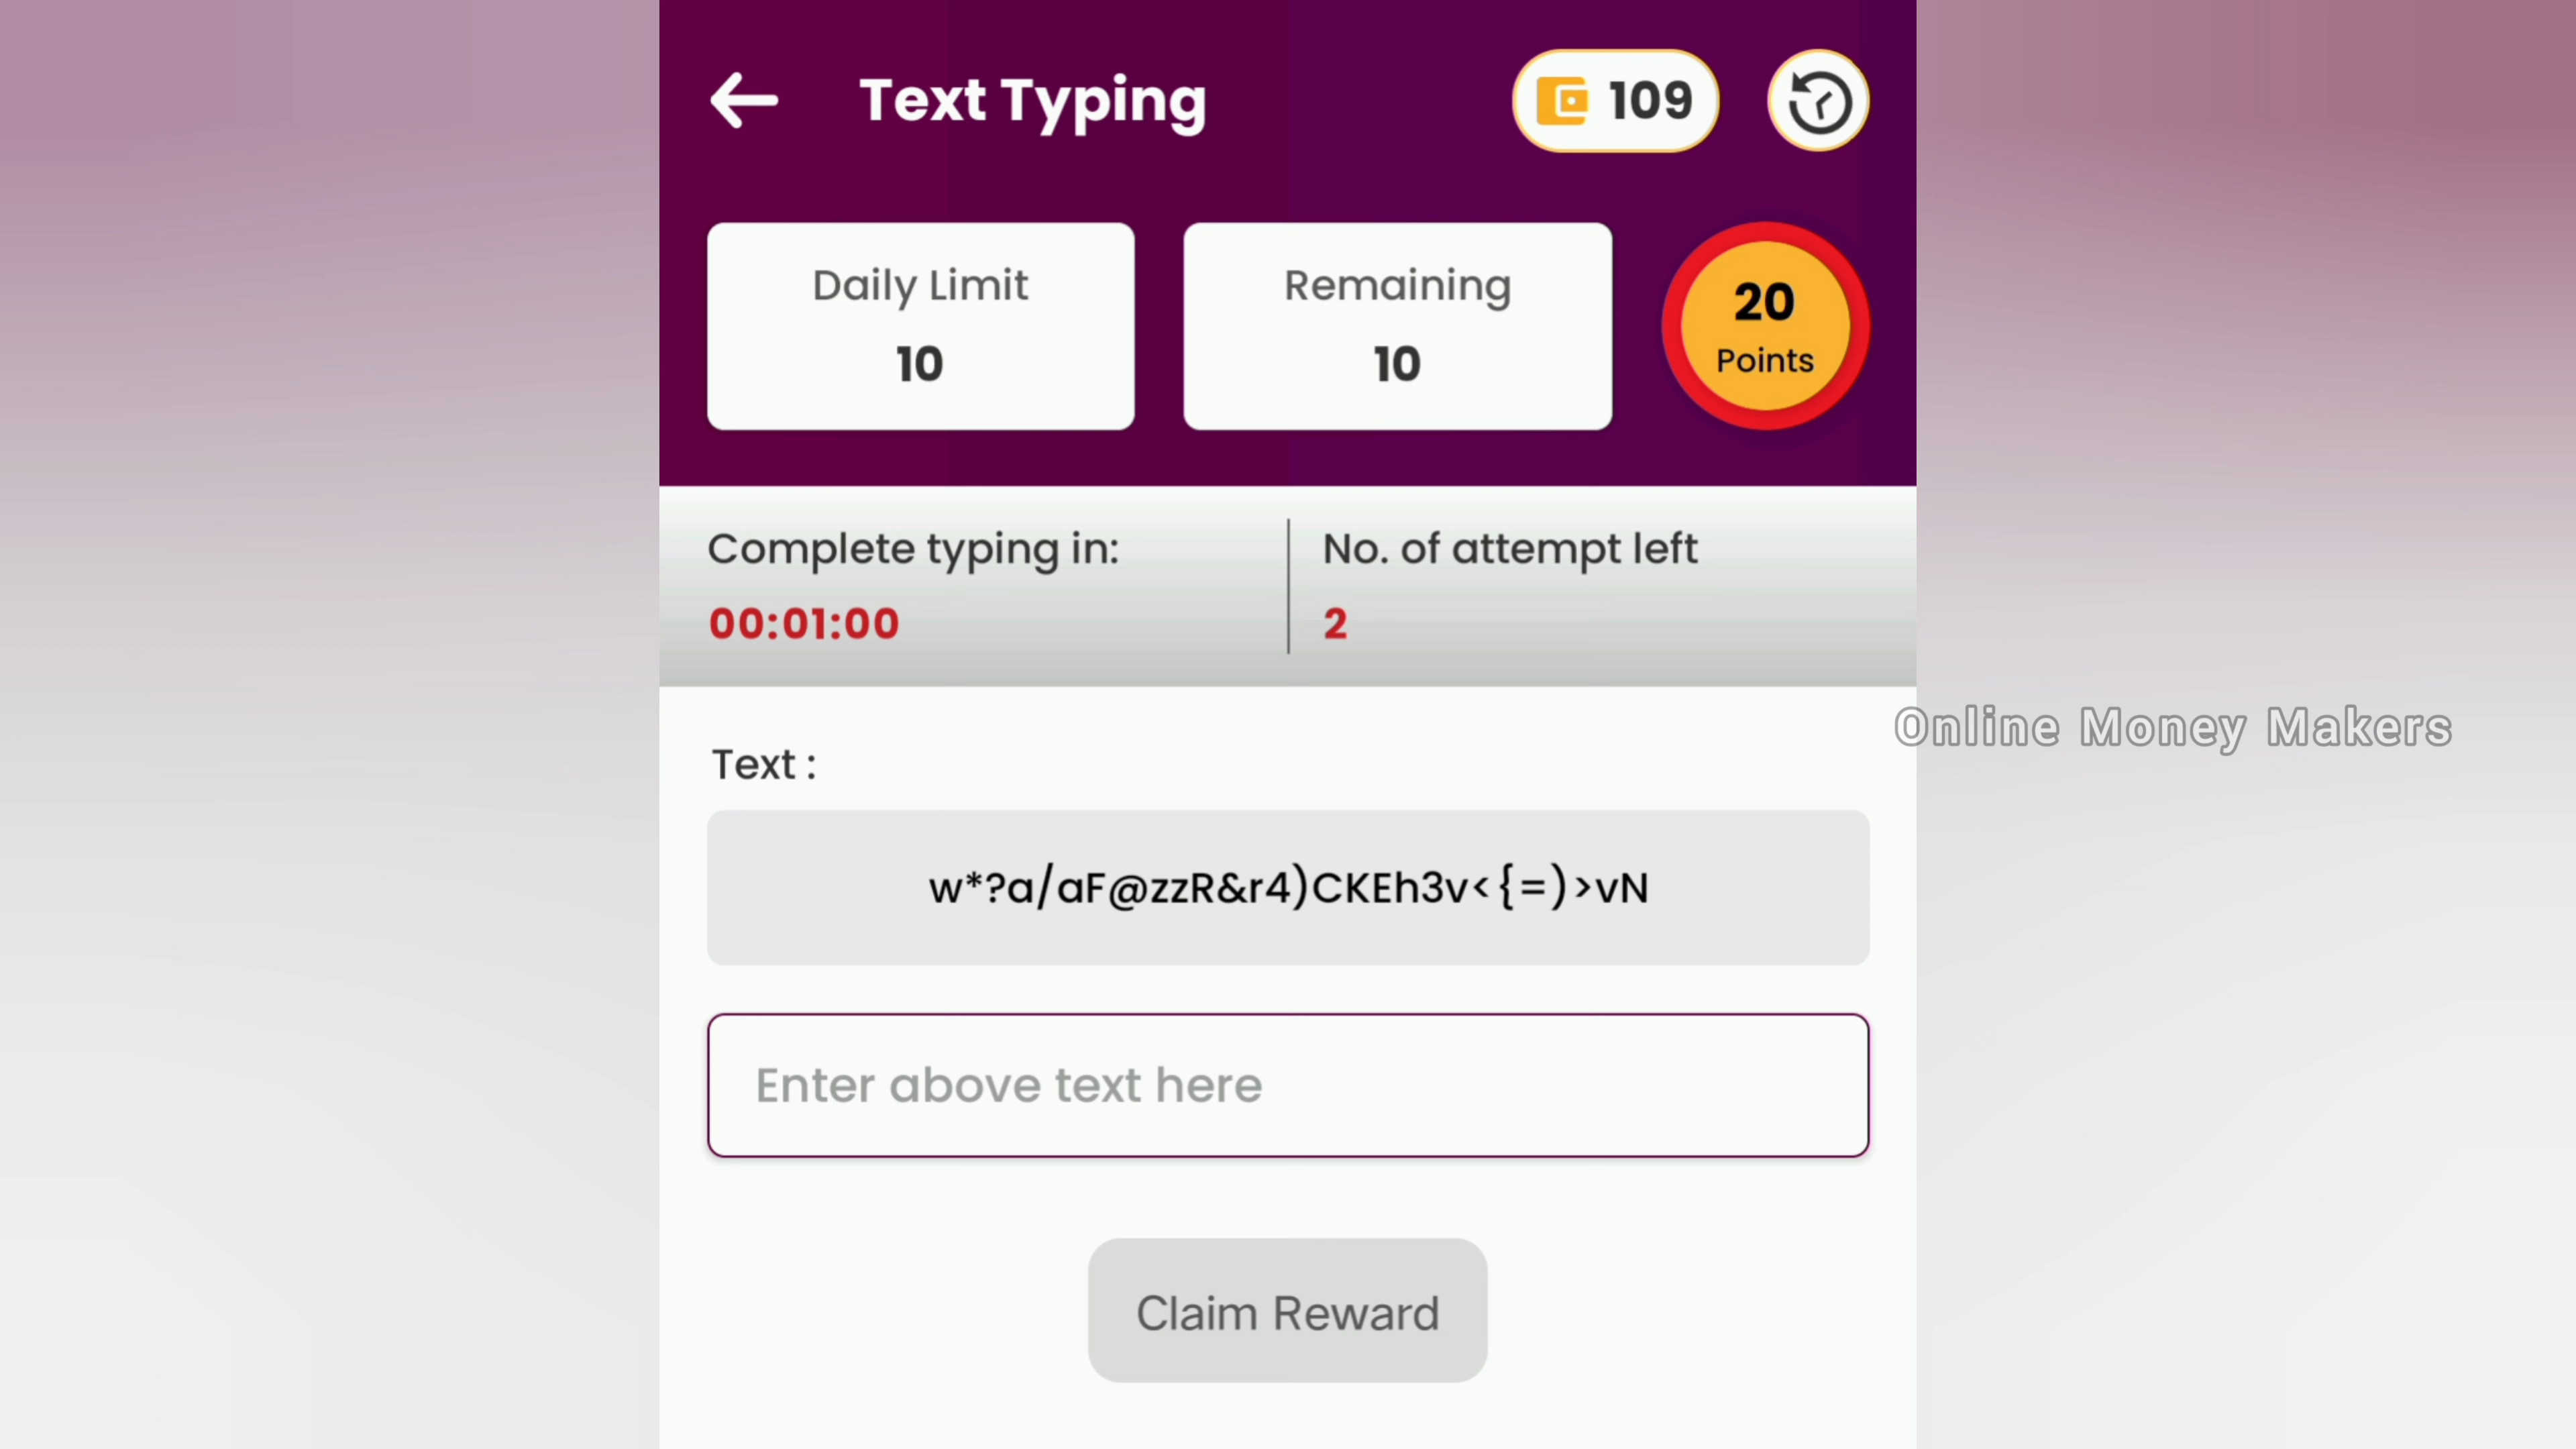 Text Typing
109
Daily Limit
10
Remaining
10
20
Points
Complete typing in:
00:01:00
No. of attempt left
2
Online Money Makers
Text :
w*?a/aF@zzR&r4)CKEh3v<{=)>vN
Enter above text here
Claim Reward